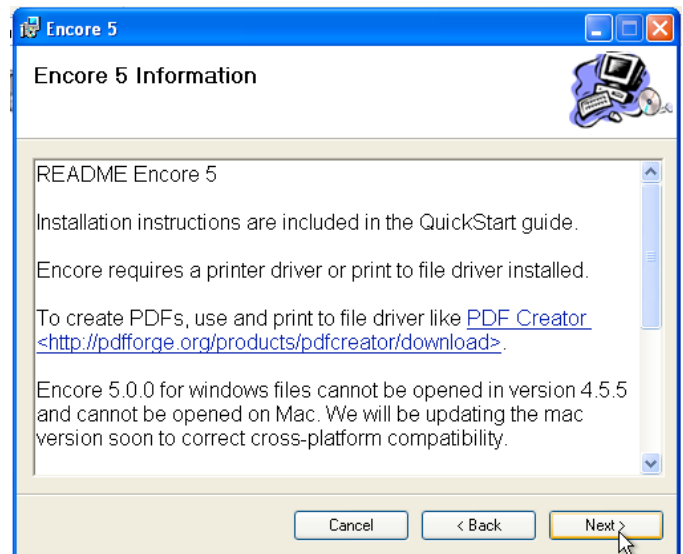 Encore 5
Encore 5 Information
README Encore 5
Installation instructions are included in the QuickStart guide.
Encore requires a printer driver or print to file driver installed.
To create PDFs, use and print to file driver like PDF Creator
<http://pdfforge.org/products/pdfcreator/download>.
Encore 5.0.0 for windows files cannot be opened in version 4.5.5
and cannot be opened on Mac. We will be updating the mac
version soon to correct cross-platform compatibility.
Cancel
< Back
Next >